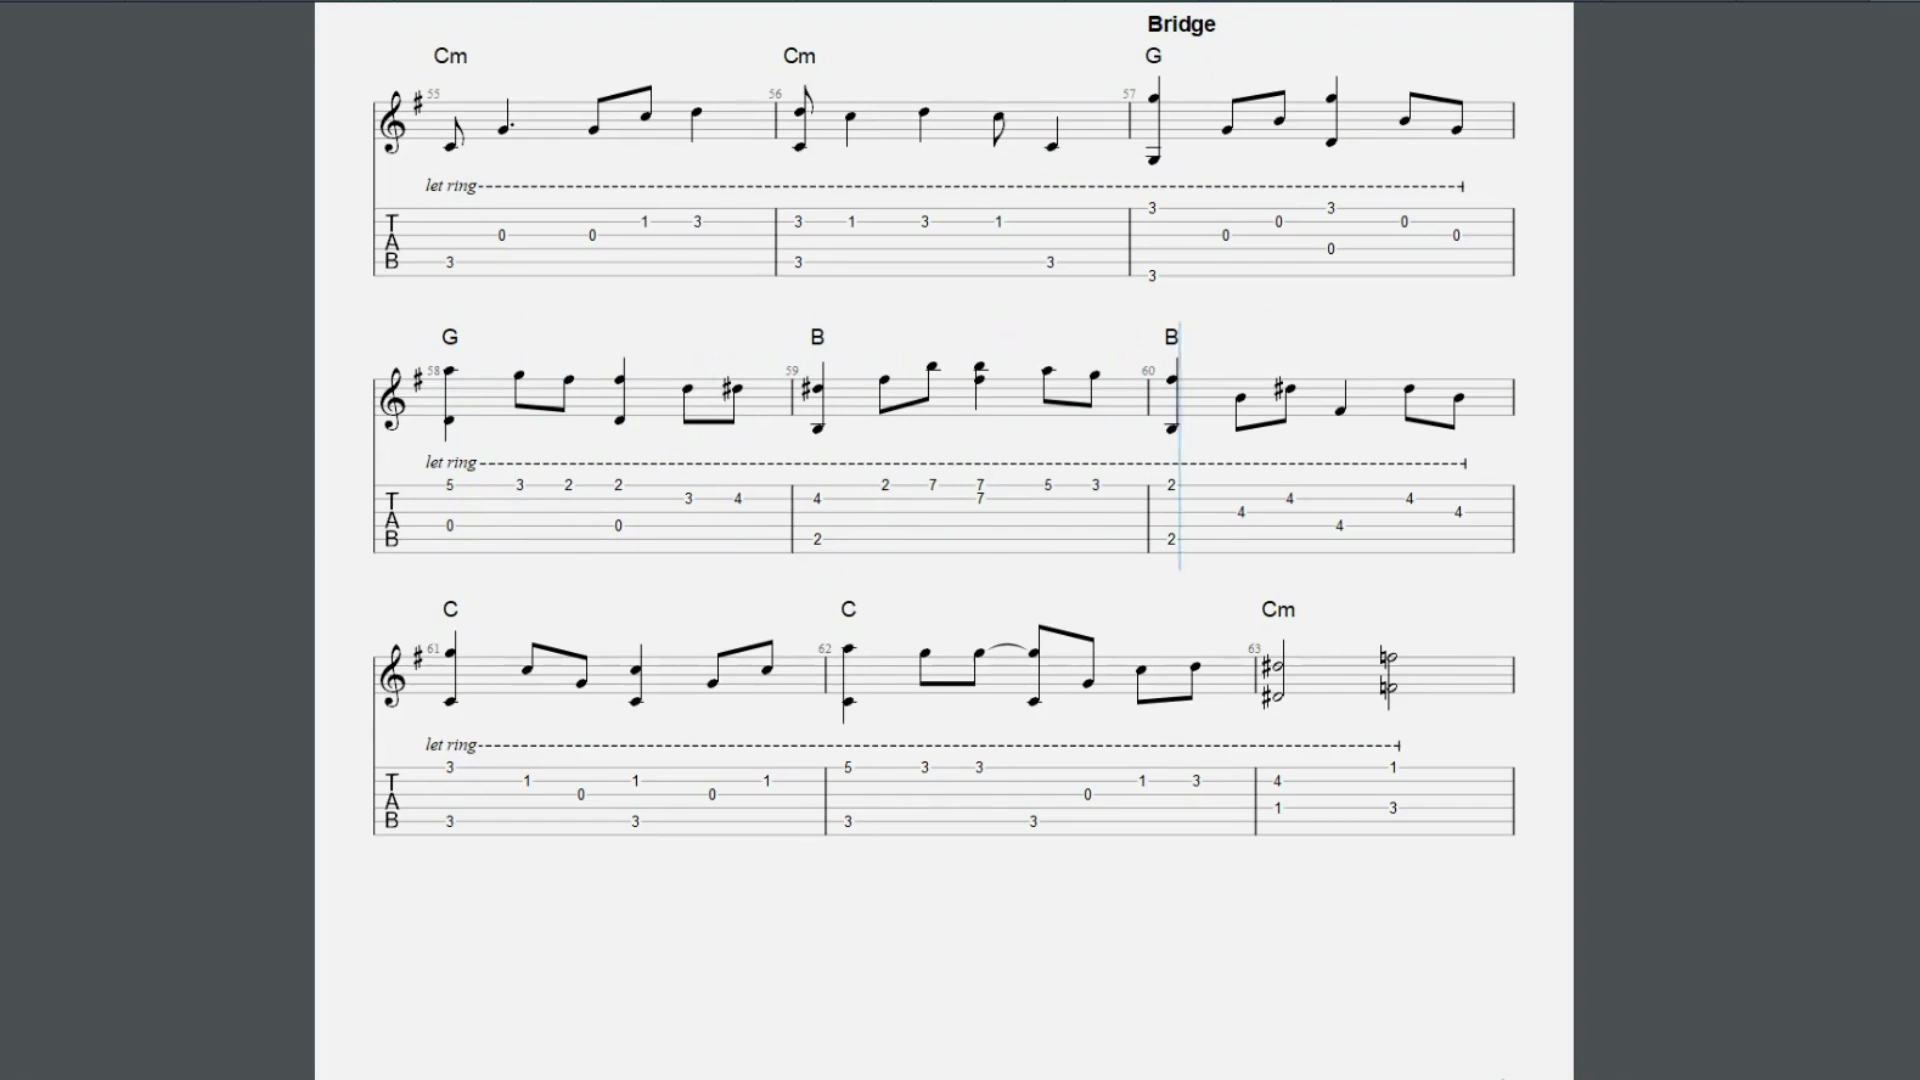 Bridge
Cm Cm G
55 56 57
let ring
3 3 1 3 1 3 0 3 0
T 1 3
A 0 0 0 0 0
B 3 3 3 3
G B B
58 59 60
let ring
5 3 2 2 2 7 7 5 3 2
T 3 4 4 7 4 4
A 0 0 4 4 4
B 2 2
C C Cm
61 62 63
let ring
3 5 3 3 1
T 1 1 1 1 3 4
A 0 0 0 1 3
B 3 3 3 3